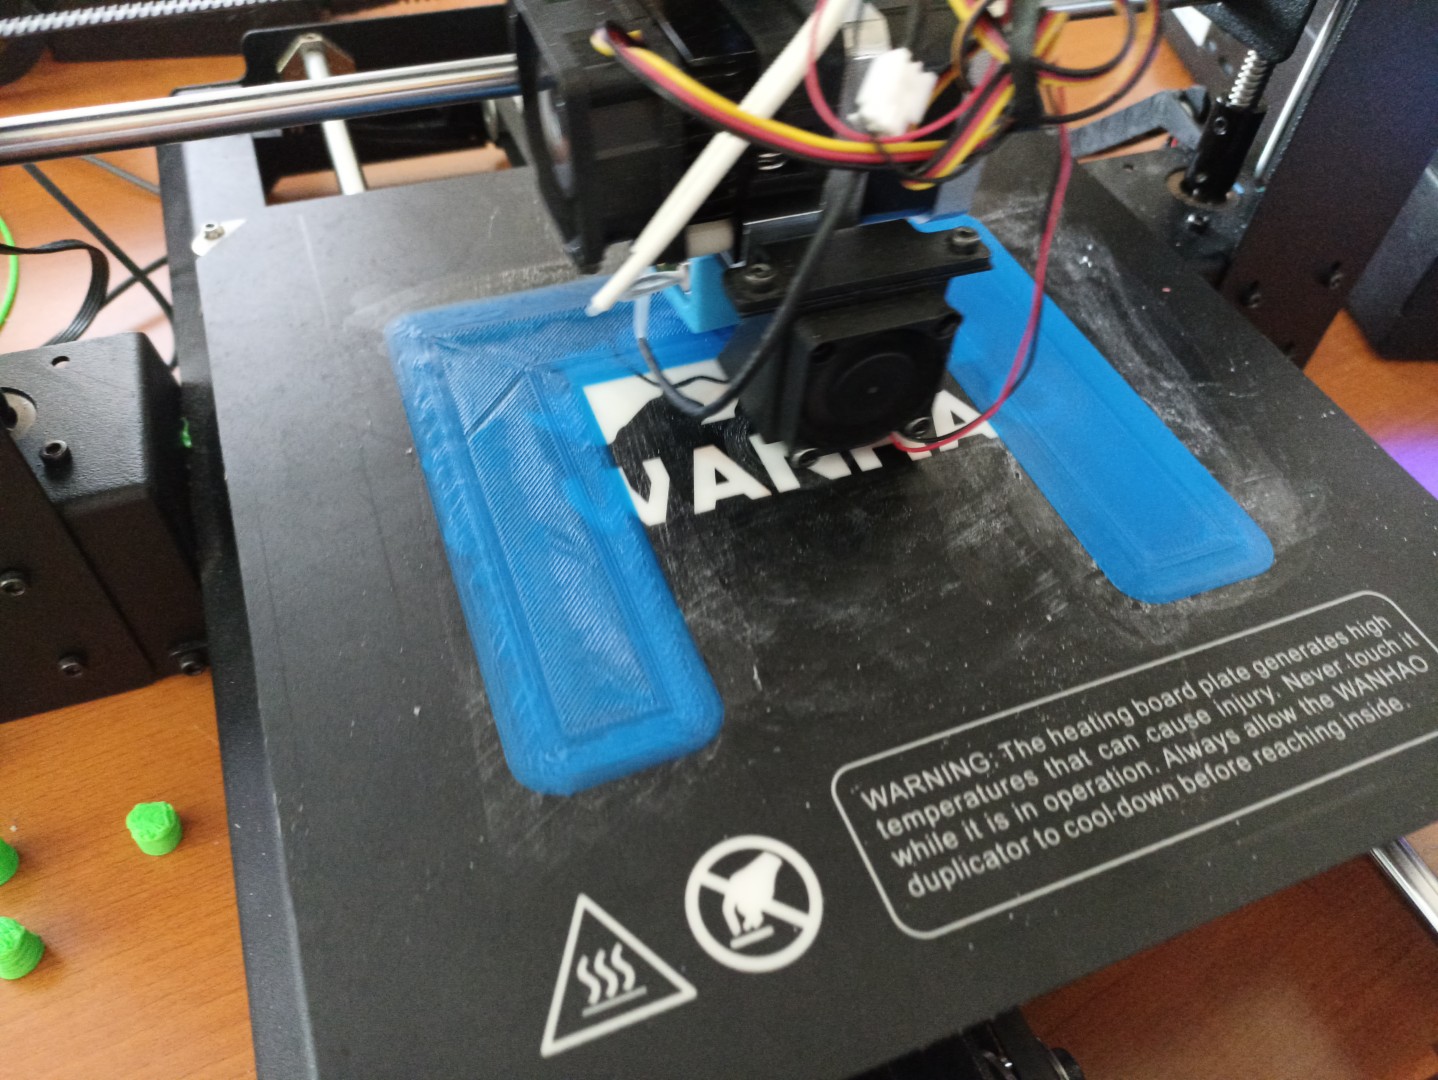 WANHA
WARNING: The heating board plate generates high
temperatures that can cause injury. Never touch it
while it is in operation. Always allow the WANHAO
duplicator to cool-down before reaching inside.